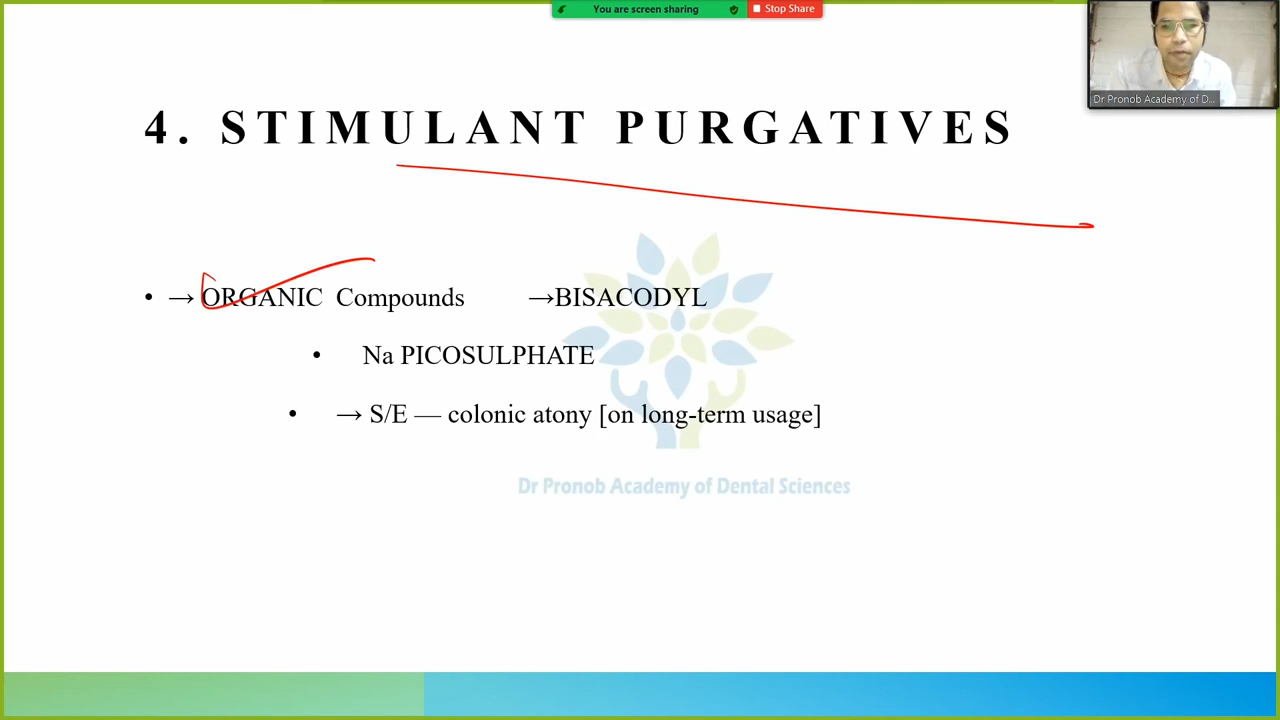 You are screen sharing
Stop Share
Dr Pronob Academy of D...
4. STIMULANT PURGATIVES
• → ORGANIC Compounds →BISACODYL
• Na PICOSULPHATE
• → S/E — colonic atony [on long-term usage]
Dr Pronob Academy of Dental Sciences